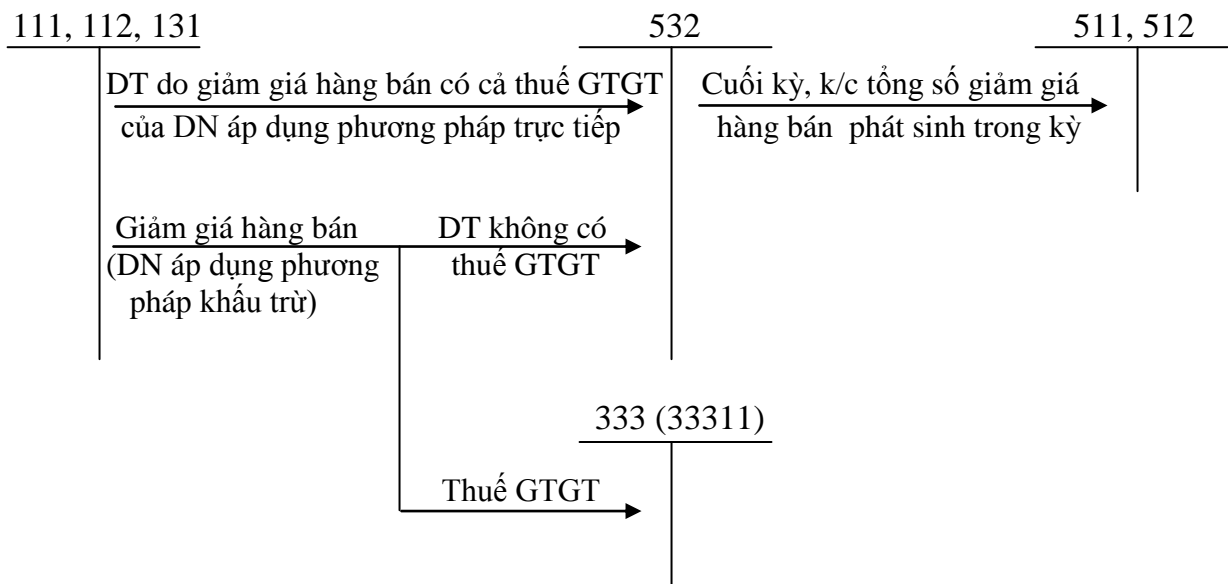 111, 112, 131
532
511, 512
DT do giảm giá hàng bán có cả thuế GTGT
của DN áp dụng phương pháp trực tiếp
Cuối kỳ, k/c tổng số giảm giá
hàng bán phát sinh trong kỳ
Giảm giá hàng bán
(DN áp dụng phương
pháp khấu trừ)
DT không có
thuế GTGT
333 (33311)
Thuế GTGT